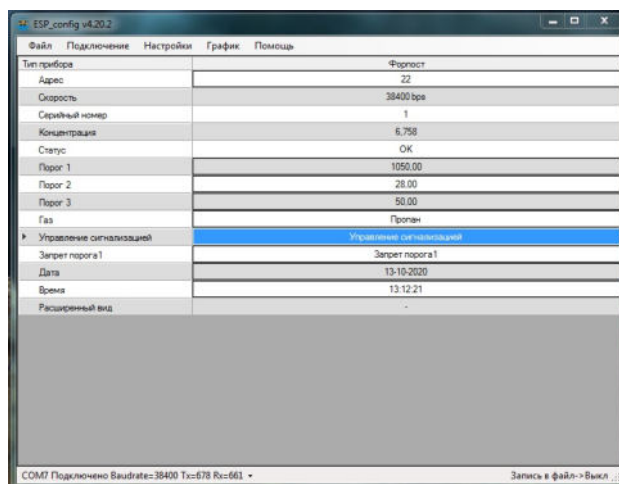 ESP_config v4.20.2
Файл Подключение Настройки График Помощь
Тип прибора Форпост
Адрес 22
Скорость 38400 bps
Серийный номер 1
Концентрация 6,758
Статус OK
Порог 1 1050,00
Порог 2 28,00
Порог 3 50,00
Газ Пропан
Управление сигнализацией Управление сигнализацией
Запрет порога1 Запрет порога1
Дата 13-10-2020
Время 13:12:21
Расширенный вид -
COM7 Подключено Baudrate=38400 Tx=678 Rx=661 Запись в файл->Выкл